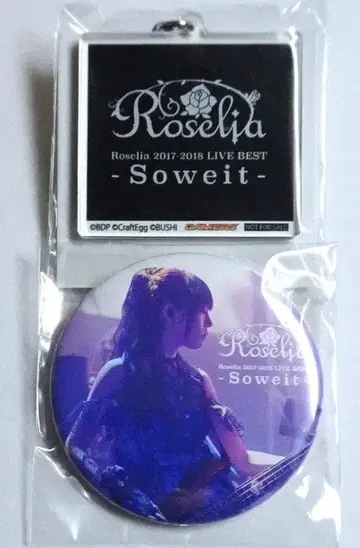 Roselia
Roselia 2017-2018 LIVE BEST
- Soweit -
©BDP ©CraftEgg ©BUSHI GAMERS NOT FOR SALE
Roselia
Roselia 2017-2018 LIVE BEST
- Soweit -